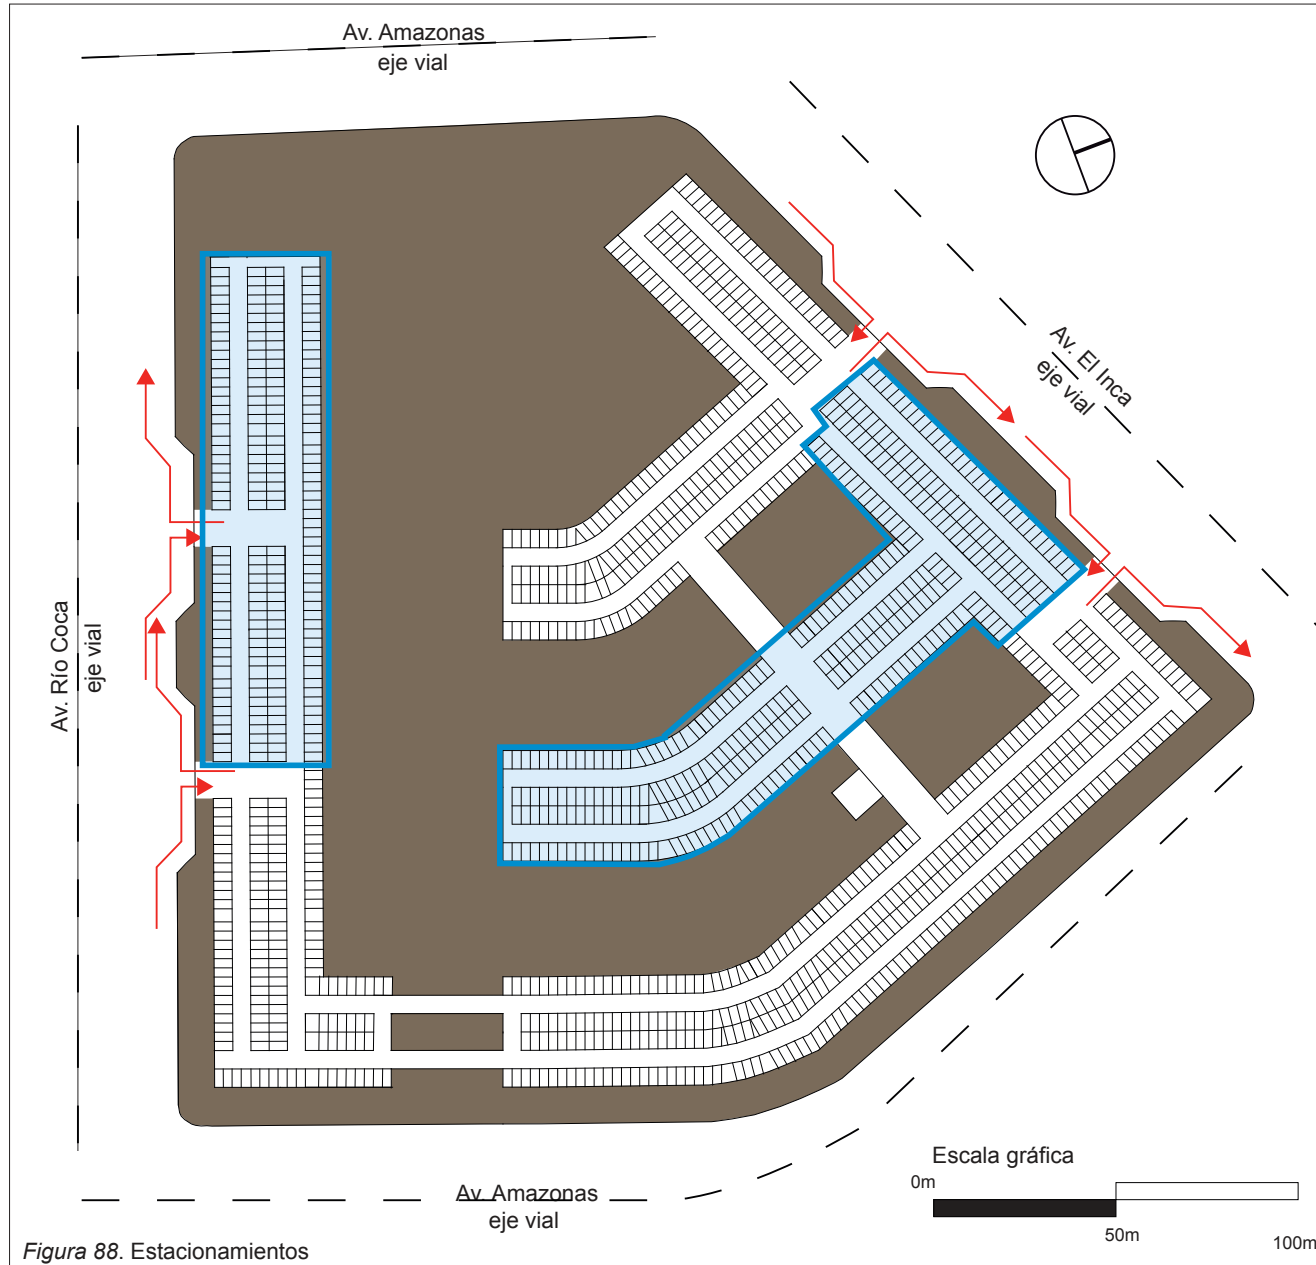 Av. Amazonas
eje vial
Av. El Inca
eje vial
Av. Río Coca
eje vial
Escala gráfica
0m
50m
100m
Av. Amazonas
eje vial
Figura 88. Estacionamientos